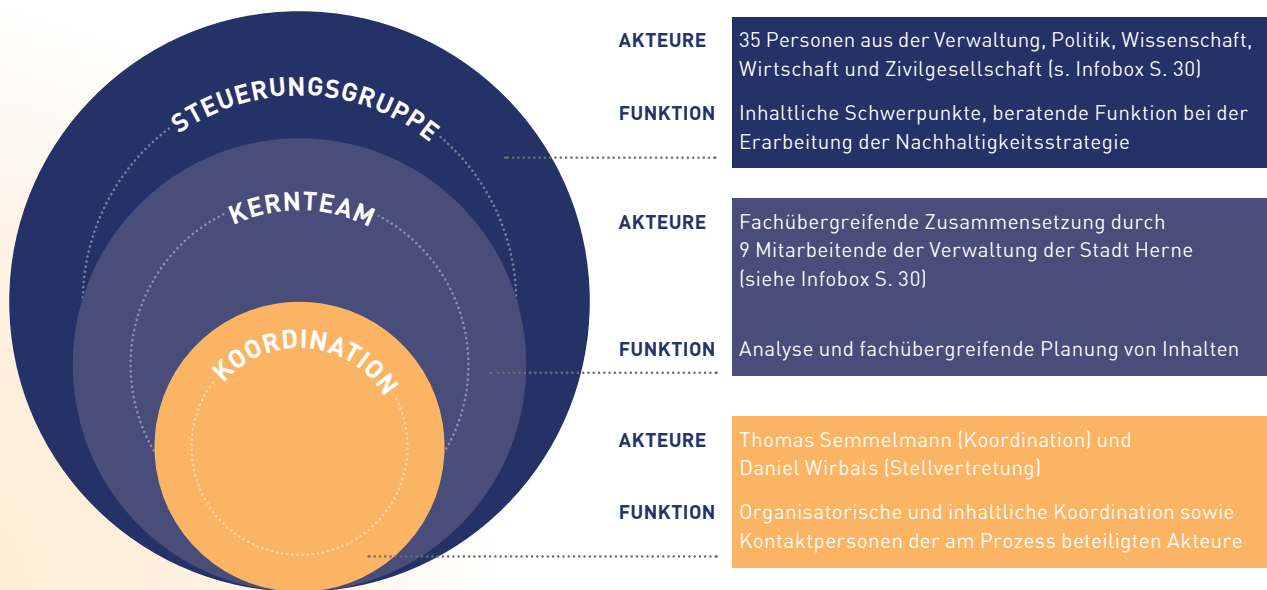 STEUERUNGSGRUPPE
KERNTEAM
KOORDINATION
AKTEURE
35 Personen aus der Verwaltung, Politik, Wissenschaft,
Wirtschaft und Zivilgesellschaft (s. Infobox S. 30)
FUNKTION
Inhaltliche Schwerpunkte, beratende Funktion bei der
Erarbeitung der Nachhaltigkeitsstrategie
AKTEURE
Fachübergreifende Zusammensetzung durch
9 Mitarbeitende der Verwaltung der Stadt Herne
(siehe Infobox S. 30)
FUNKTION
Analyse und fachübergreifende Planung von Inhalten
AKTEURE
Thomas Semmelmann (Koordination) und
Daniel Wirbals (Stellvertretung)
FUNKTION
Organisatorische und inhaltliche Koordination sowie
Kontaktpersonen der am Prozess beteiligten Akteure